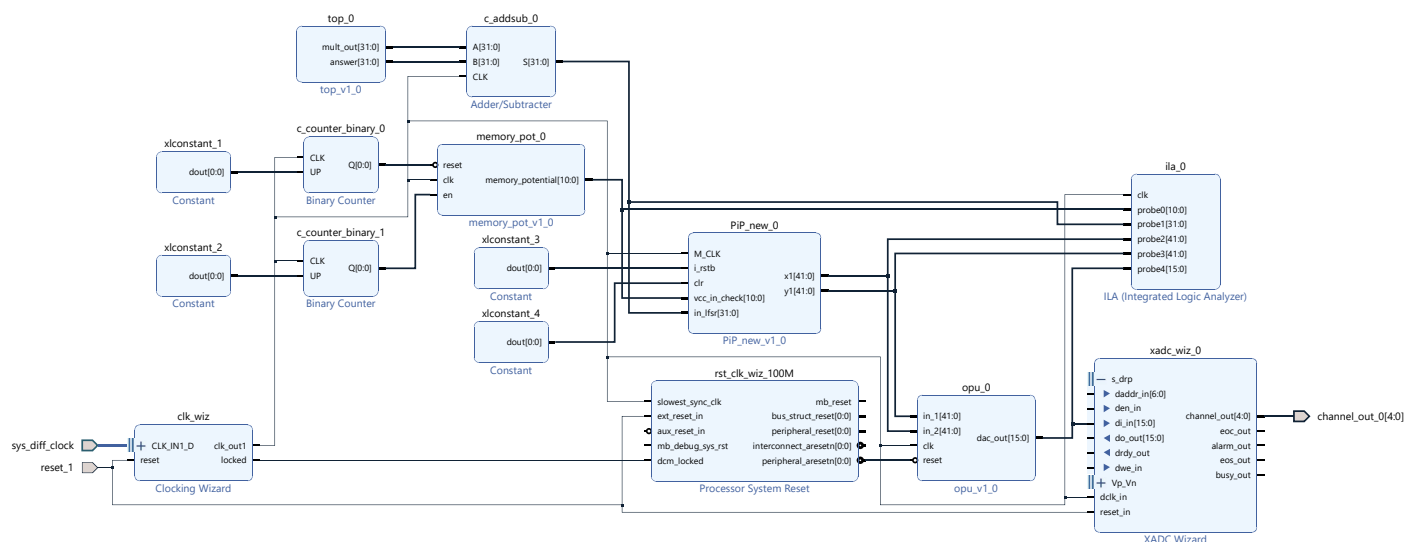 top_0
mult_out[31:0]
answer[31:0]
top_v1_0
c_addsub_0
A[31:0]
B[31:0]
CLK
S[31:0]
Adder/Subtracter
xlconstant_1
dout[0:0]
Constant
c_counter_binary_0
CLK
UP
Q[0:0]
Binary Counter
memory_pot_0
reset
clk
en
memory_potential[10:0]
memory_pot_v1_0
xlconstant_2
dout[0:0]
Constant
c_counter_binary_1
CLK
UP
Q[0:0]
Binary Counter
xlconstant_3
dout[0:0]
Constant
xlconstant_4
dout[0:0]
Constant
PiP_new_0
M_CLK
i_rstb
clr
vcc_in_check[10:0]
in_lfsr[31:0]
x1[41:0]
y1[41:0]
PiP_new_v1_0
ila_0
clk
probe0[10:0]
probe1[31:0]
probe2[41:0]
probe3[41:0]
probe4[15:0]
ILA (Integrated Logic Analyzer)
sys_diff_clock
reset_1
clk_wiz
CLK_IN1_D
reset
clk_out1
locked
Clocking Wizard
rst_clk_wiz_100M
slowest_sync_clk
ext_reset_in
aux_reset_in
mb_debug_sys_rst
dcm_locked
mb_reset
bus_struct_reset[0:0]
peripheral_reset[0:0]
interconnect_aresetn[0:0]
peripheral_aresetn[0:0]
Processor System Reset
opu_0
in_1[41:0]
in_2[41:0]
clk
reset
dac_out[15:0]
opu_v1_0
xadc_wiz_0
s_drp
daddr_in[6:0]
den_in
di_in[15:0]
do_out[15:0]
drdy_out
dwe_in
Vp_Vn
dclk_in
reset_in
channel_out[4:0]
eoc_out
alarm_out
eos_out
busy_out
XADC Wizard
channel_out_0[4:0]